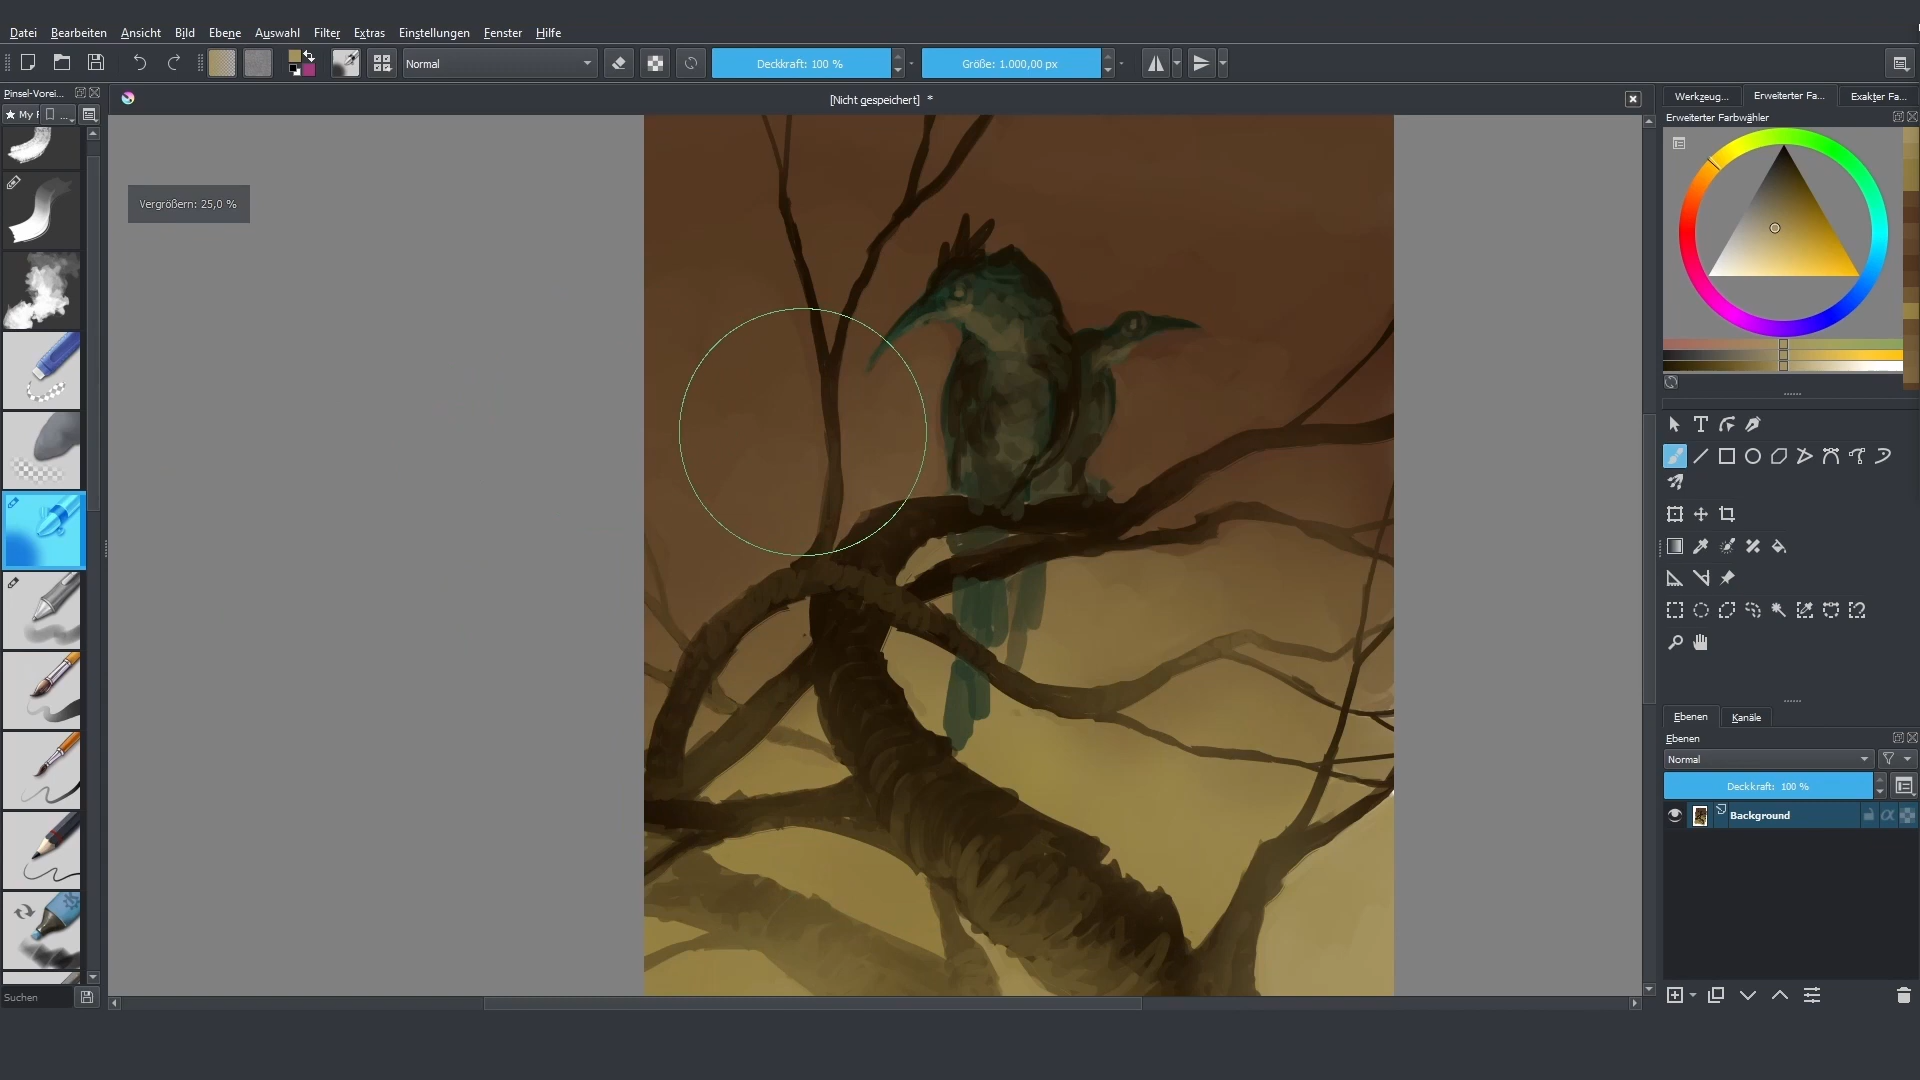 Datei Bearbeiten Ansicht Bild Ebene Auswahl Filter Extras Einstellungen Fenster Hilfe
Normal Deckkraft: 100 % Größe: 1.000,00 px
Pinsel-Vorei...
My
[Nicht gespeichert] *
Werkzeug... Erweiterter Fa... Exakter Fa...
Erweiterter Farbwähler
Vergrößern: 25,0 %
Ebenen Kanäle
Ebenen
Normal
Deckkraft: 100 %
Background
Suchen